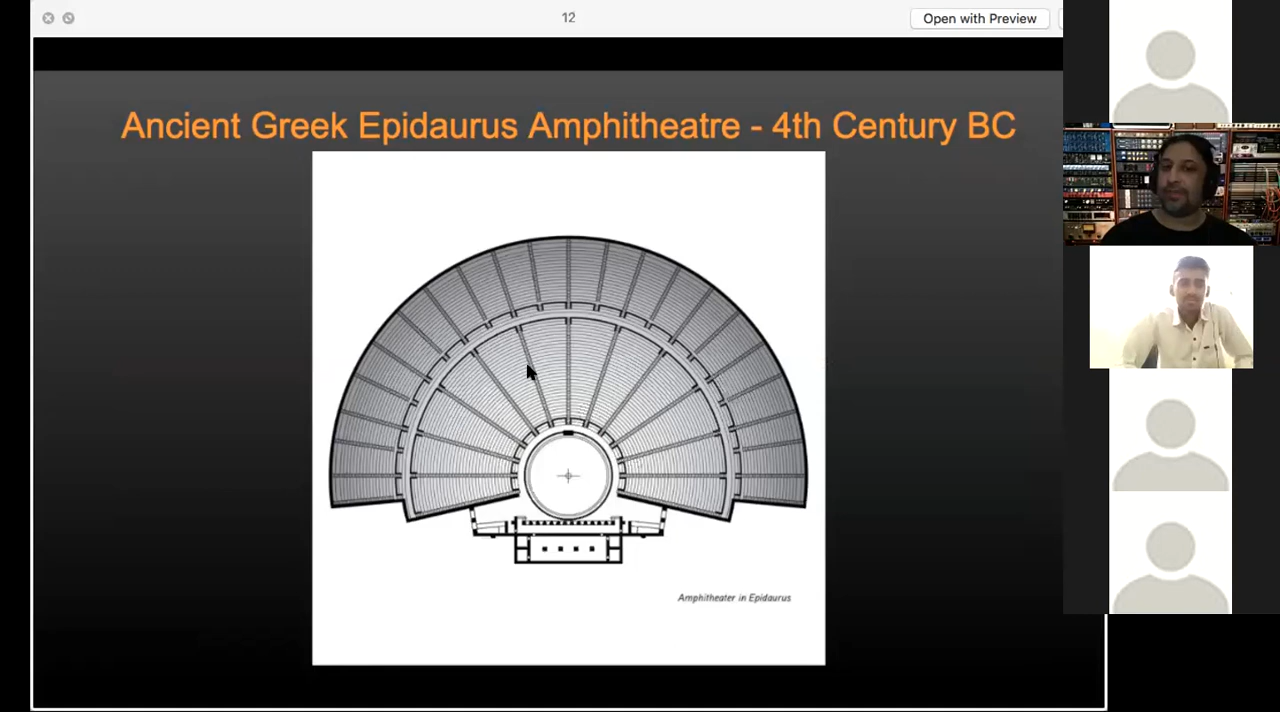 12
Open with Preview
Ancient Greek Epidaurus Amphitheatre - 4th Century BC
Amphitheater in Epidaurus